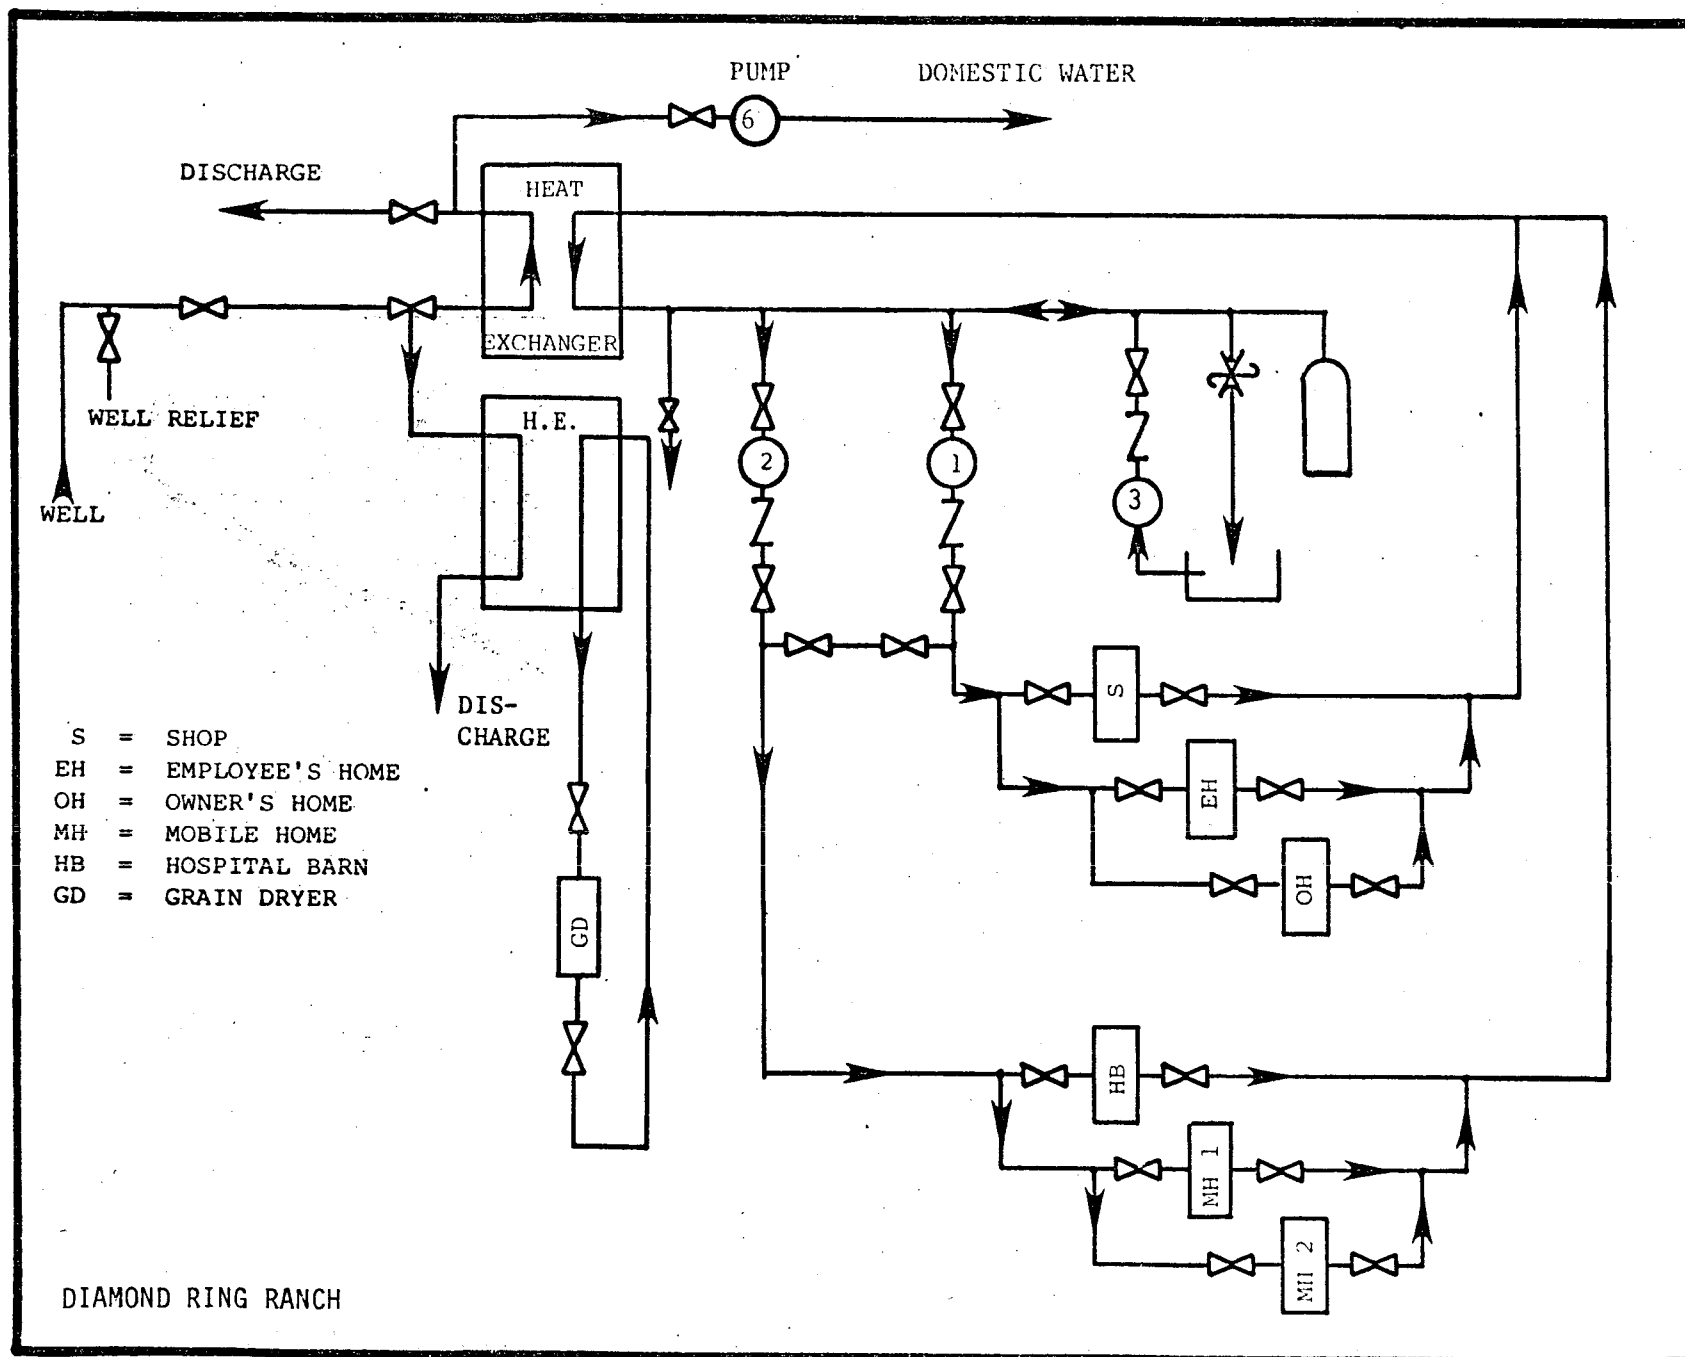 PUMP
DOMESTIC WATER
6
DISCHARGE
HEAT
EXCHANGER
WELL RELIEF
H.E.
2
1
3
WELL
S
DIS-
CHARGE
S = SHOP
EH = EMPLOYEE'S HOME
OH = OWNER'S HOME
MH = MOBILE HOME
HB = HOSPITAL BARN
GD = GRAIN DRYER
EH
OH
GD
HB
MH 1
MH 2
DIAMOND RING RANCH